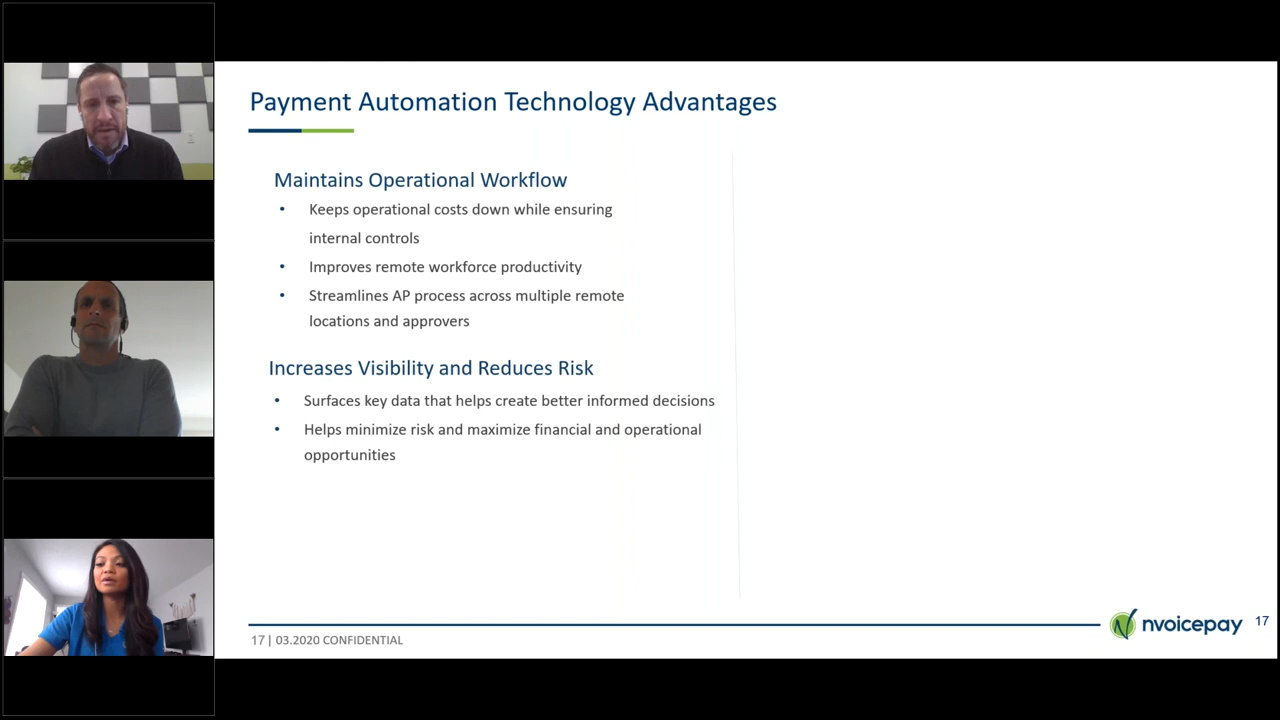 Payment Automation Technology Advantages
Maintains Operational Workflow
• Keeps operational costs down while ensuring
internal controls
• Improves remote workforce productivity
• Streamlines AP process across multiple remote
locations and approvers
Increases Visibility and Reduces Risk
• Surfaces key data that helps create better informed decisions
• Helps minimize risk and maximize financial and operational
opportunities
17 | 03.2020 CONFIDENTIAL
nvoicepay
17